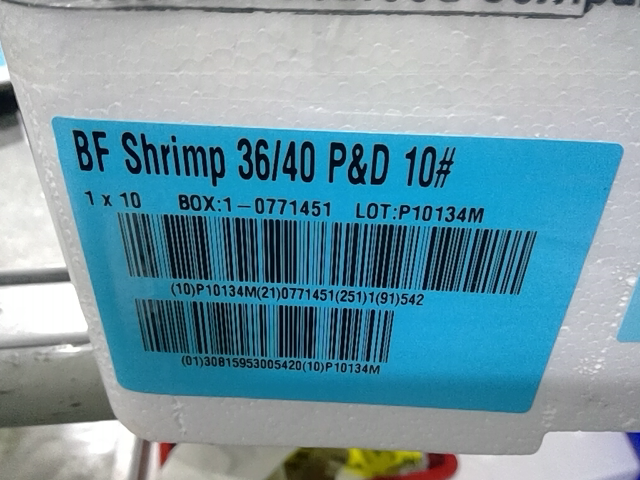 BF Shrimp 36/40 P&D 10#
1 x 10 BOX:1-0771451 LOT:P10134M
(10)P10134M(21)0771451(251)1(91)542
(01)30815953005420(10)P10134M